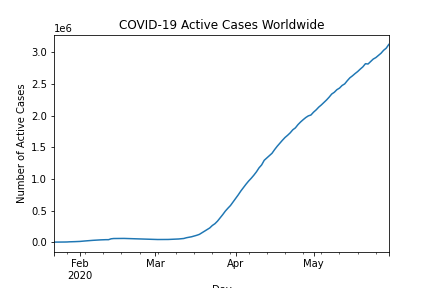 COVID-19 Active Cases Worldwide
1e6
3.0
2.5
2.0
1.5
1.0
0.5
0.0
Number of Active Cases
Feb
2020
Mar
Apr
May